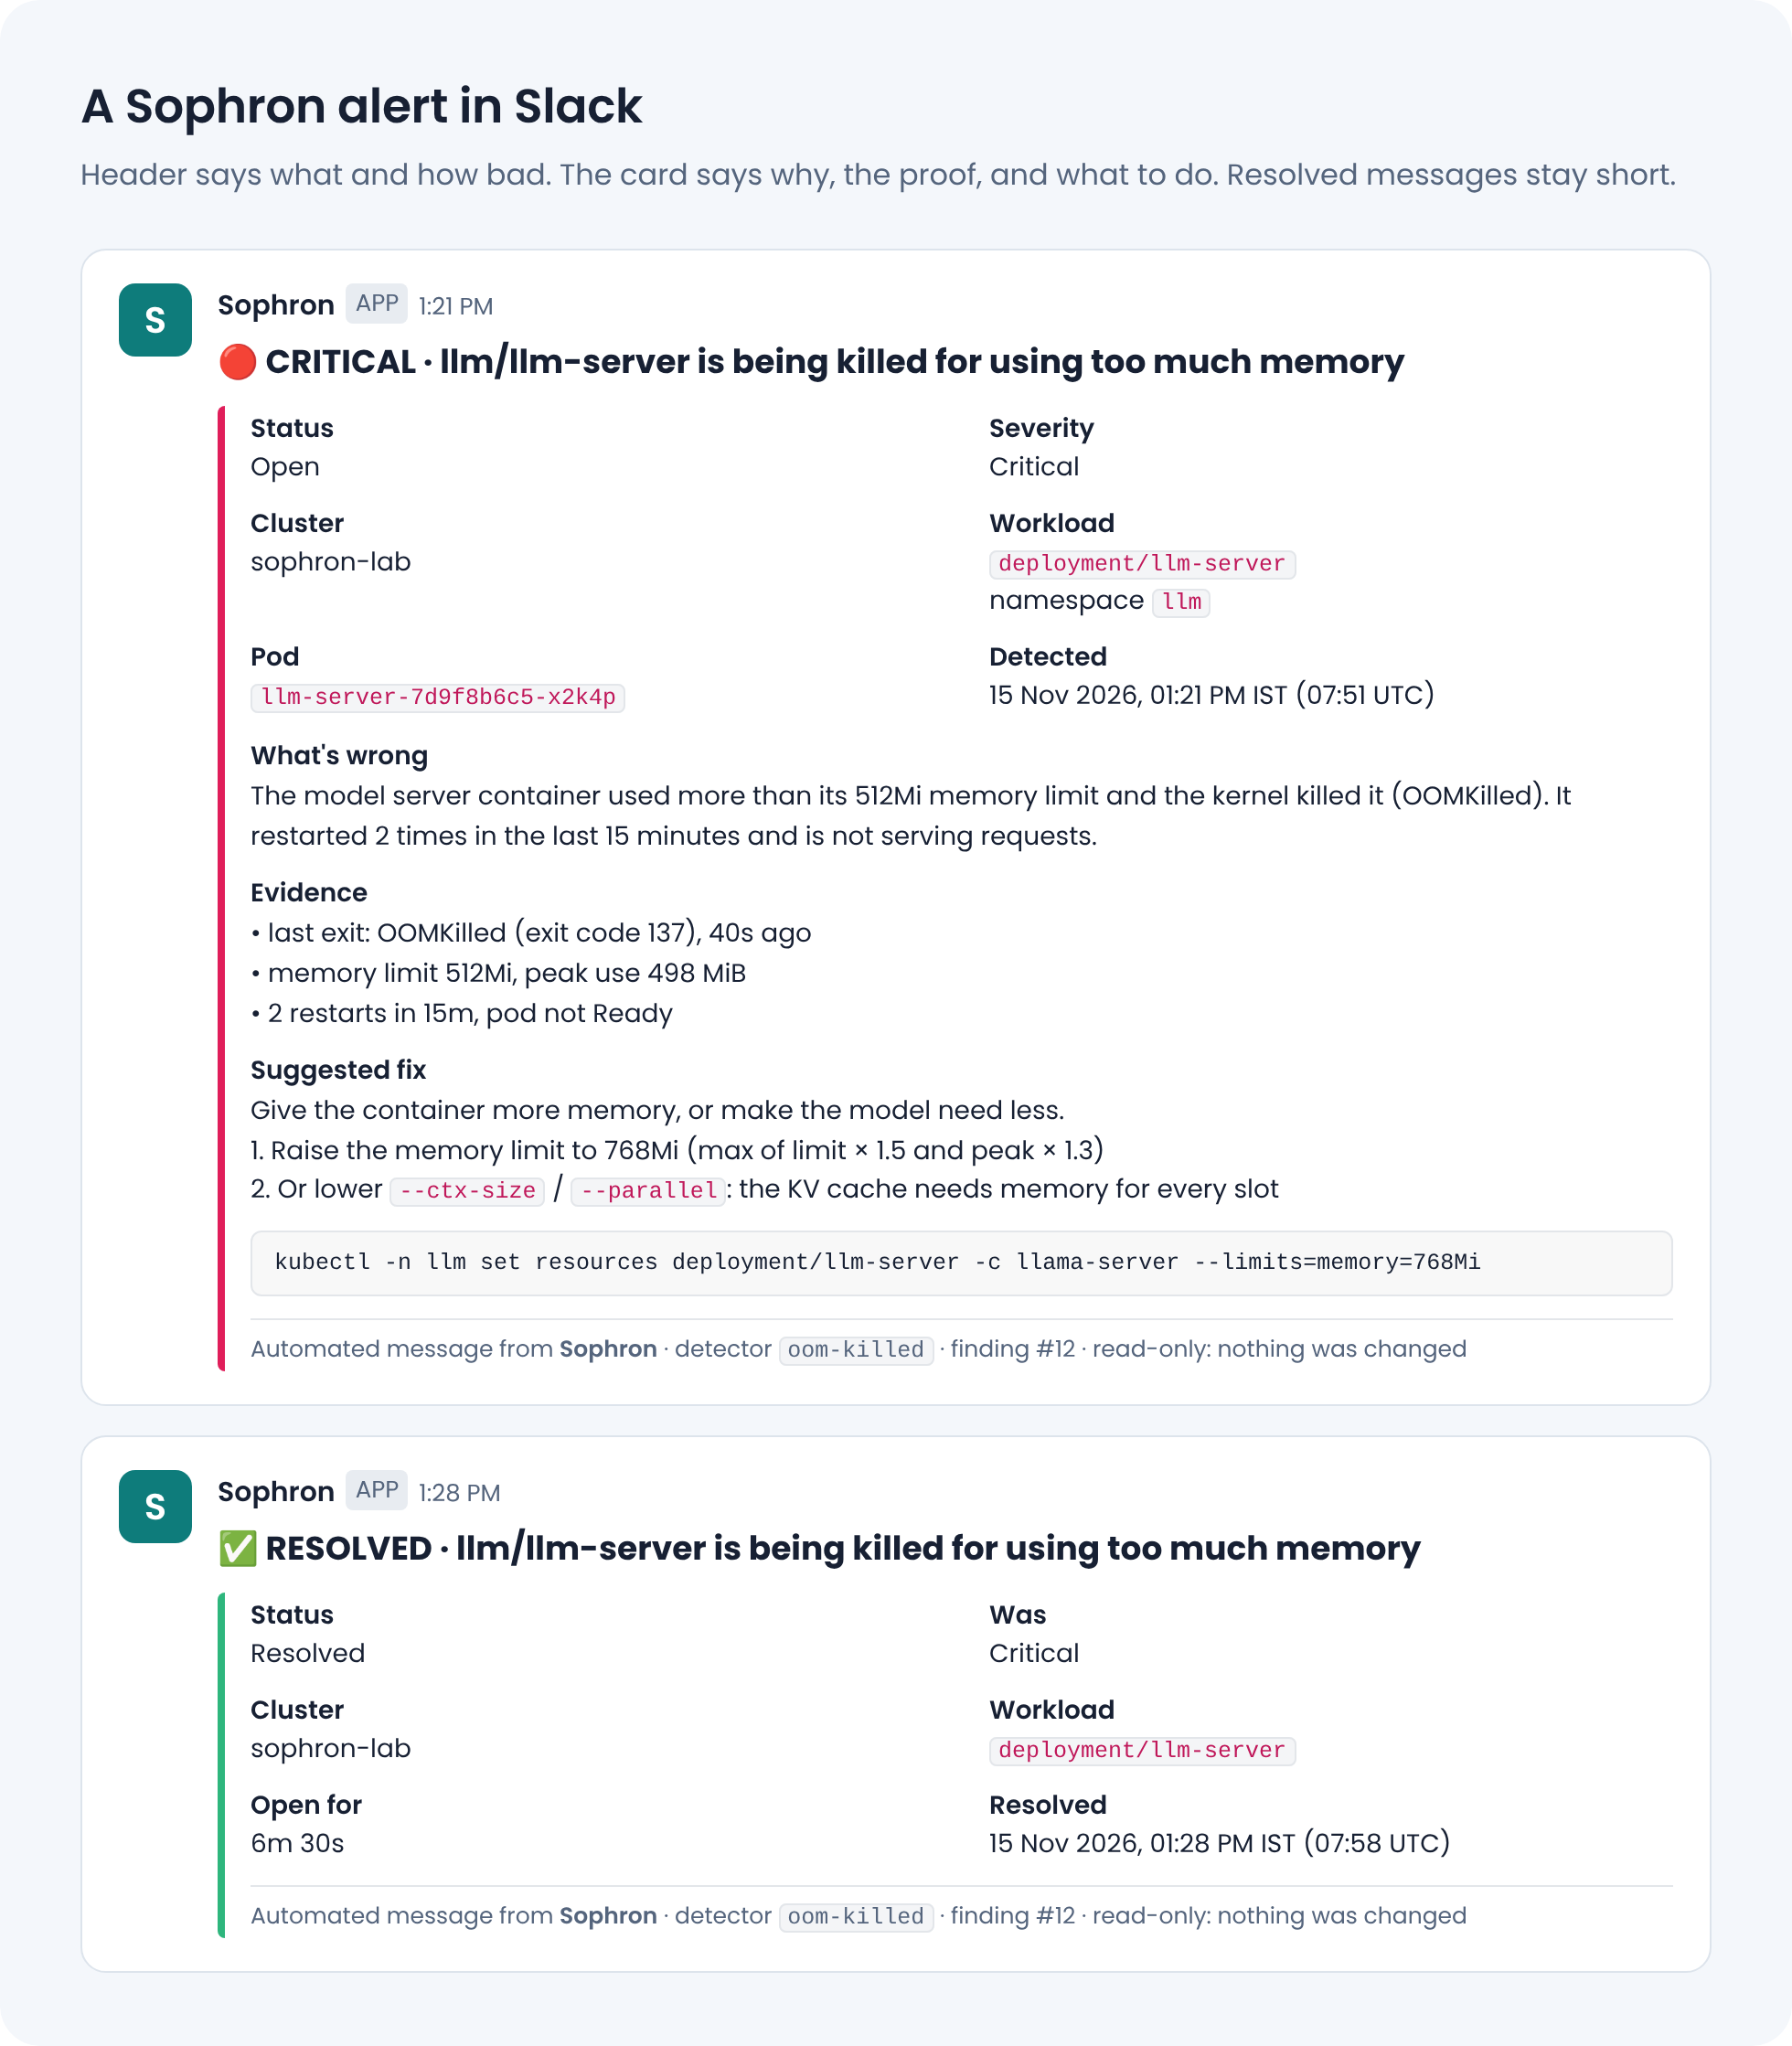 A Sophron alert in Slack
Header says what and how bad. The card says why, the proof, and what to do. Resolved messages stay short.
S
Sophron APP 1:21 PM
🔴 CRITICAL · llm/llm-server is being killed for using too much memory
Status
Open
Severity
Critical
Cluster
sophron-lab
Workload
deployment/llm-server
namespace llm
Pod
llm-server-7d9f8b6c5-x2k4p
Detected
15 Nov 2026, 01:21 PM IST (07:51 UTC)
What's wrong
The model server container used more than its 512Mi memory limit and the kernel killed it (OOMKilled). It
restarted 2 times in the last 15 minutes and is not serving requests.
Evidence
• last exit: OOMKilled (exit code 137), 40s ago
• memory limit 512Mi, peak use 498 MiB
• 2 restarts in 15m, pod not Ready
Suggested fix
Give the container more memory, or make the model need less.
1. Raise the memory limit to 768Mi (max of limit × 1.5 and peak × 1.3)
2. Or lower --ctx-size / --parallel: the KV cache needs memory for every slot
kubectl -n llm set resources deployment/llm-server -c llama-server --limits=memory=768Mi
Automated message from Sophron · detector oom-killed · finding #12 · read-only: nothing was changed
S
Sophron APP 1:28 PM
✅ RESOLVED · llm/llm-server is being killed for using too much memory
Status
Resolved
Was
Critical
Cluster
sophron-lab
Workload
deployment/llm-server
Open for
6m 30s
Resolved
15 Nov 2026, 01:28 PM IST (07:58 UTC)
Automated message from Sophron · detector oom-killed · finding #12 · read-only: nothing was changed